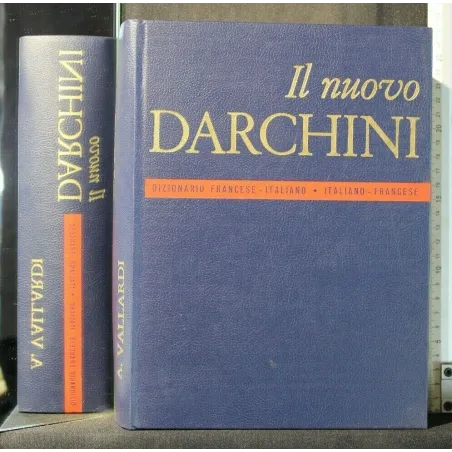 Il nuovo
DARCHINI
DIZIONARIO FRANCESE-ITALIANO • ITALIANO-FRANCESE
A. VALLARDI
Il nuovo
DARCHINI
A. VALLARDI